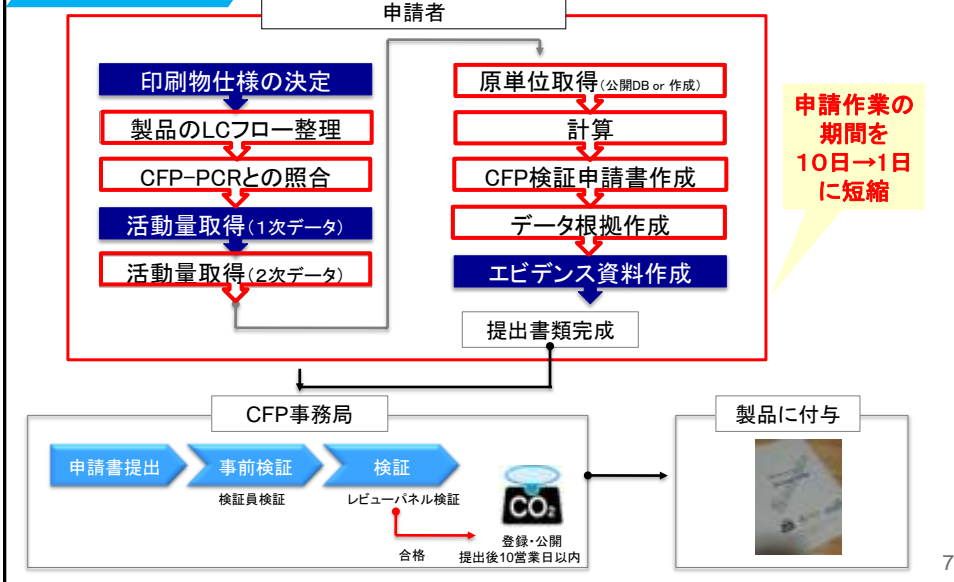 申請者
印刷物仕様の決定
製品のLCフロー整理
CFP-PCRとの照合
活動量取得(1次データ)
活動量取得(2次データ)
原単位取得(公開DB or 作成)
計算
CFP検証申請書作成
データ根拠作成
エビデンス資料作成
提出書類完成
申請作業の
期間を
10日→1日
に短縮
CFP事務局
申請書提出
事前検証
検証
検証員検証
レビューパネル検証
合格
CO2
登録・公開
提出後10営業日以内
製品に付与
7